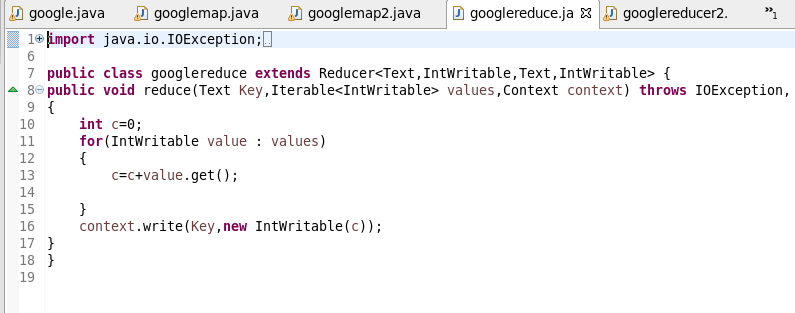 google.java googlemap.java googlemap2.java googlereduce.ja googlereducer2. »1
1 import java.io.IOException;
6
7 public class googlereduce extends Reducer<Text,IntWritable,Text,IntWritable> {
8 public void reduce(Text Key,Iterable<IntWritable> values,Context context) throws IOException,
9 {
10 int c=0;
11 for(IntWritable value : values)
12 {
13 c=c+value.get();
14
15 }
16 context.write(Key,new IntWritable(c));
17 }
18 }
19